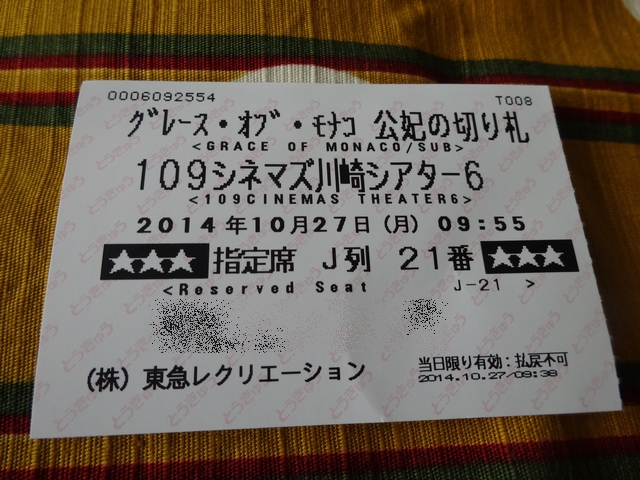 0006092554 T008
グレース・オブ・モナコ 公妃の切り札
<GRACE OF MONACO/SUB>
109シネマズ川崎シアター6
<109CINEMAS THEATER6>
2014年10月27日(月) 09:55
★★★ 指定席 J列 21番 ★★★
<Reserved Seat J-21 >
(株)東急レクリエーション
当日限り有効:払戻不可
2014.10.27/09:38